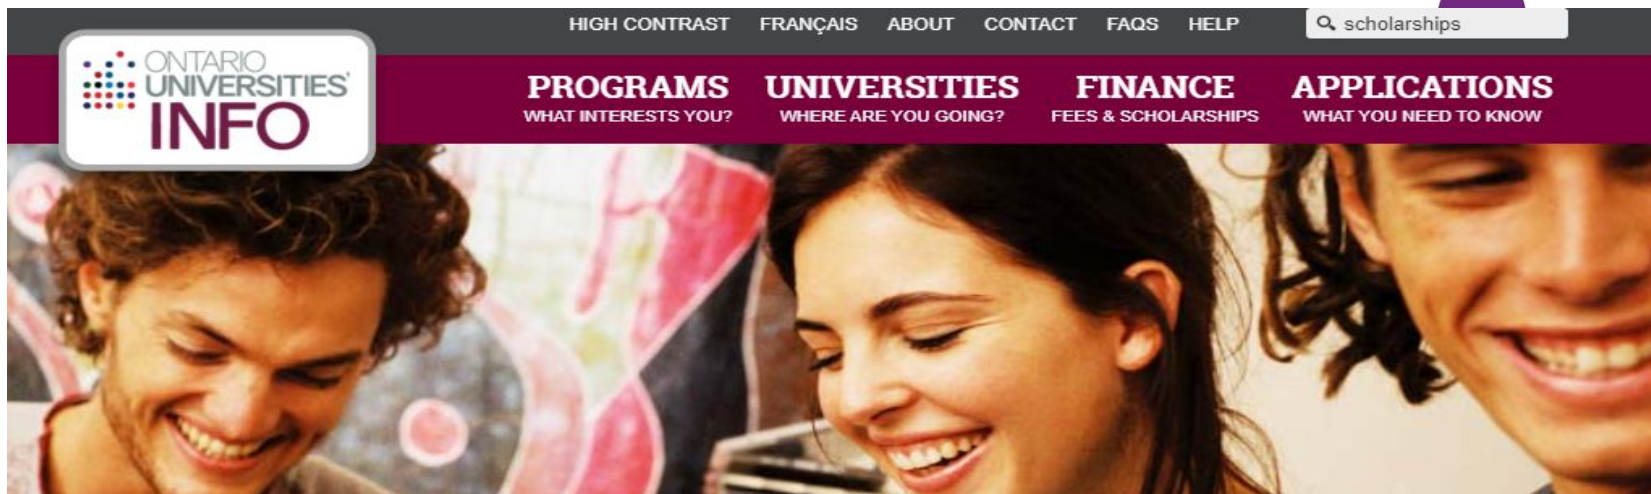 HIGH CONTRAST FRANÇAIS ABOUT CONTACT FAQS HELP scholarships
ONTARIO
UNIVERSITIES'
INFO
PROGRAMS UNIVERSITIES FINANCE APPLICATIONS
WHAT INTERESTS YOU? WHERE ARE YOU GOING? FEES & SCHOLARSHIPS WHAT YOU NEED TO KNOW